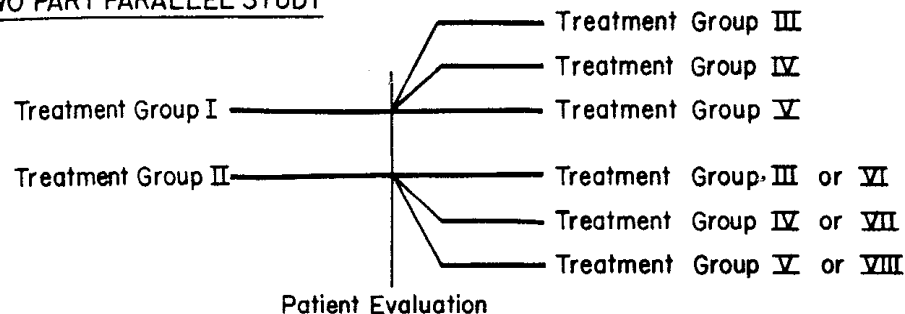 WO PART PARALLEL STUDY
Treatment Group III
Treatment Group IV
Treatment Group I
Treatment Group V
Treatment Group II
Treatment Group III or VI
Treatment Group IV or VII
Treatment Group V or VIII
Patient Evaluation